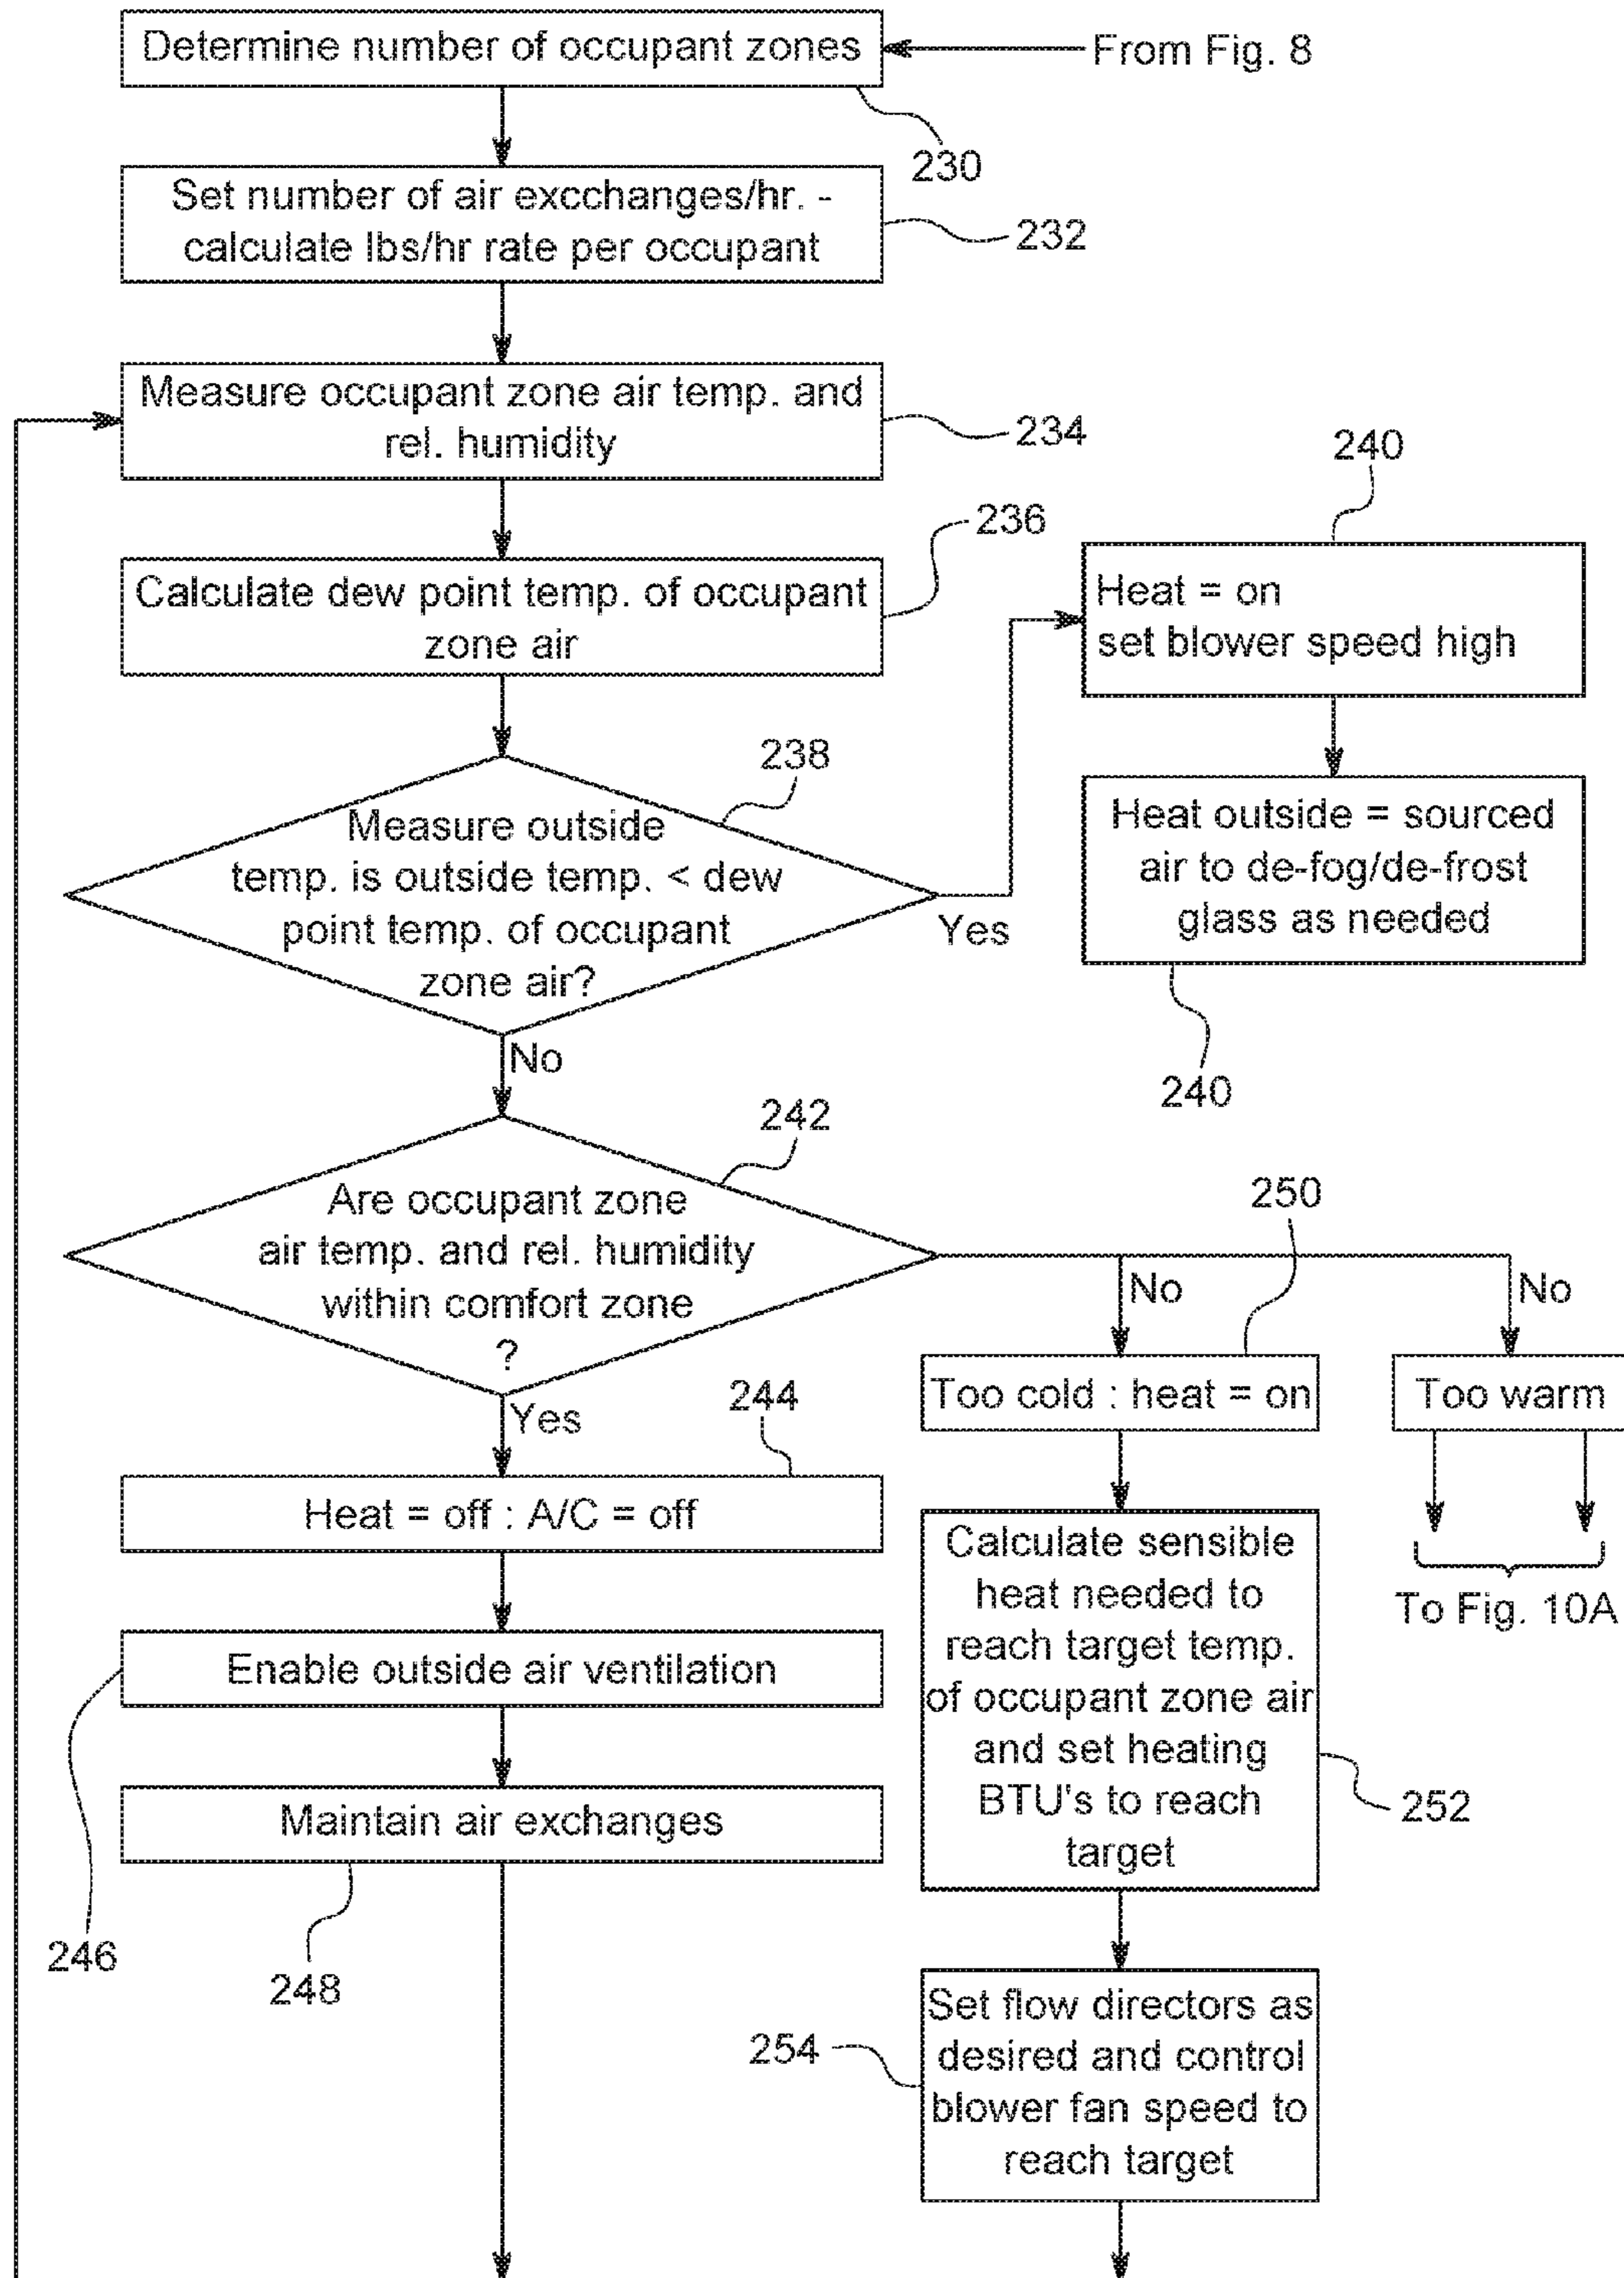 Determine number of occupant zones
From Fig. 8
230
Set number of air excchanges/hr. -
calculate lbs/hr rate per occupant
232
Measure occupant zone air temp. and
rel. humidity
234
Calculate dew point temp. of occupant
zone air
236
240
Heat = on
set blower speed high
238
Measure outside
temp. is outside temp. < dew
point temp. of occupant
zone air?
Yes
No
Heat outside = sourced
air to de-fog/de-frost
glass as needed
240
242
Are occupant zone
air temp. and rel. humidity
within comfort zone
?
Yes
250
No
No
Too cold : heat = on
Too warm
To Fig. 10A
244
Heat = off : A/C = off
Enable outside air ventilation
246
Maintain air exchanges
248
Calculate sensible
heat needed to
reach target temp.
of occupant zone air
and set heating
BTU's to reach
target
252
Set flow directors as
desired and control
blower fan speed to
reach target
254